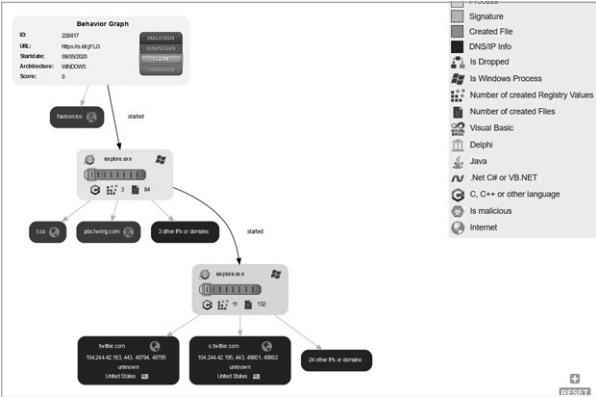 Behavior Graph
ID: 228817
URL:
Startdate: 09/05/2020
Architecture: WINDOWS
Score: 0
MALICIOUS
SUSPICIOUS
CLEAN
UNKNOWN
favicon.ico
started
iexplore.exe
3 84
t.co
pbs.twimg.com
3 other IPs or domains
started
iexplore.exe
11 132
twitter.com
104.244.42.193, 443, 49794, 49795
unknown
United States
s.twitter.com
104.244.42.195, 443, 49801, 49802
unknown
United States
24 other IPs or domains
Process
Signature
Created File
DNS/IP Info
Is Dropped
Is Windows Process
Number of created Registry Values
Number of created Files
Visual Basic
Delphi
Java
.Net C# or VB.NET
C, C++ or other language
Is malicious
Internet
RESET